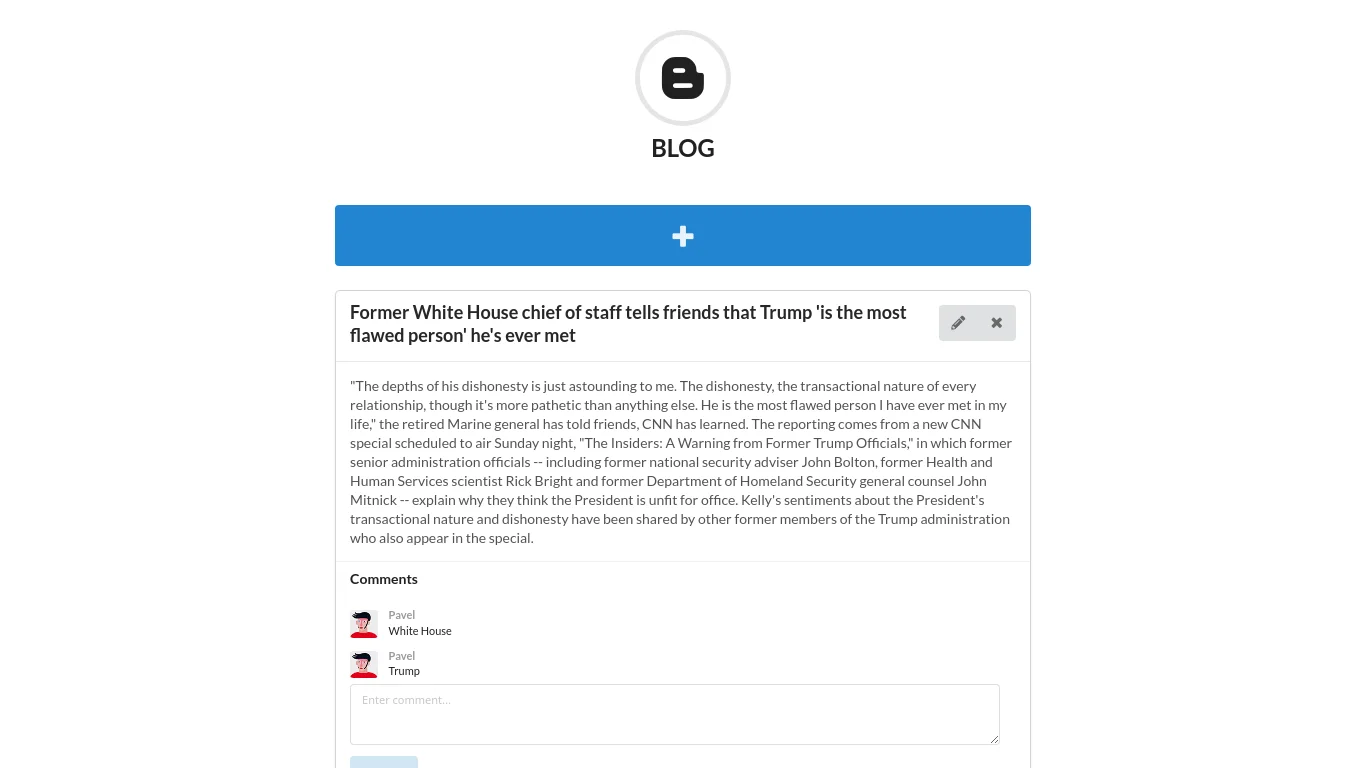 BLOG
Former White House chief of staff tells friends that Trump 'is the most
flawed person' he's ever met
"The depths of his dishonesty is just astounding to me. The dishonesty, the transactional nature of every
relationship, though it's more pathetic than anything else. He is the most flawed person I have ever met in my
life," the retired Marine general has told friends, CNN has learned. The reporting comes from a new CNN
special scheduled to air Sunday night, "The Insiders: A Warning from Former Trump Officials," in which former
senior administration officials -- including former national security adviser John Bolton, former Health and
Human Services scientist Rick Bright and former Department of Homeland Security general counsel John
Mitnick -- explain why they think the President is unfit for office. Kelly's sentiments about the President's
transactional nature and dishonesty have been shared by other former members of the Trump administration
who also appear in the special.
Comments
Pavel
White House
Pavel
Trump
Enter comment...